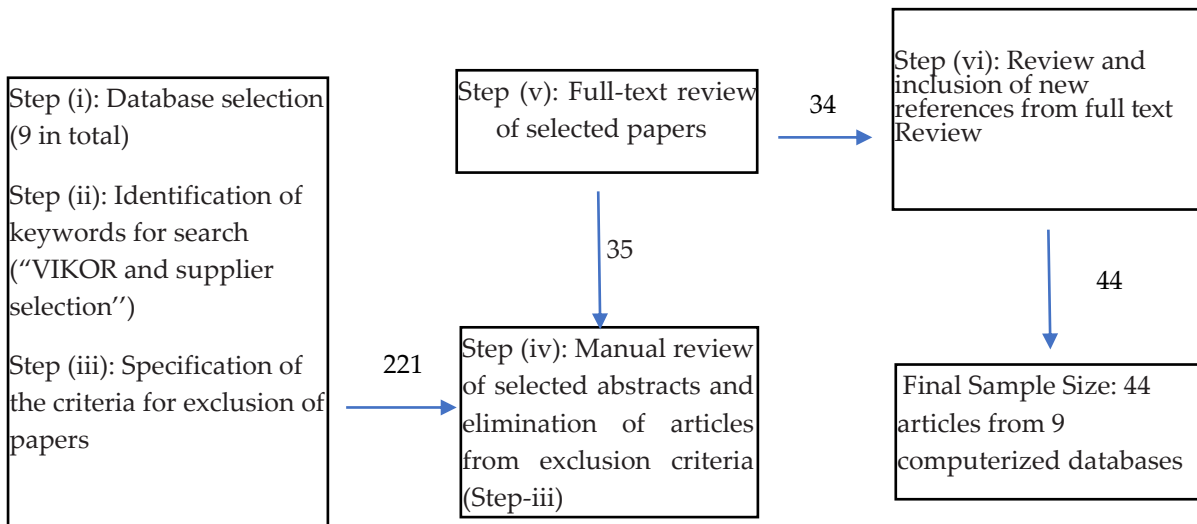 Step (i): Database selection
(9 in total)
Step (ii): Identification of
keywords for search
(“VIKOR and supplier
selection’’)
Step (iii): Specification of
the criteria for exclusion of
papers
221
Step (iv): Manual review
of selected abstracts and
elimination of articles
from exclusion criteria
(Step-iii)
35
Step (v): Full-text review
of selected papers
34
Step (vi): Review and
inclusion of new
references from full text
Review
44
Final Sample Size: 44
articles from 9
computerized databases